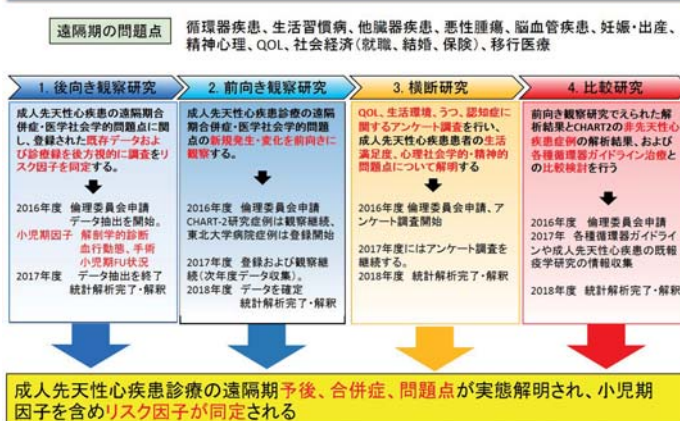 遠隔期の問題点
循環器疾患、生活習慣病、他臓器疾患、悪性腫瘍、脳血管疾患、妊娠・出産、
精神心理、QOL、社会経済(就職、結婚、保険)、移行医療
1. 後向き観察研究
成人先天性心疾患の遠隔期合
併症・医学社会学的問題点に関
し、登録された既存データおよ
び診療録を後方視的に調査をリ
スク因子を同定する。
2016年度 倫理委員会申請
データ抽出を開始。
小児期因子 解剖学的診断
血行動態、手術
小児期FU状況
2017年度 データ抽出を終了
統計解析完了・解釈
2. 前向き観察研究
成人先天性心疾患診療の遠隔
期合併症・医学社会学的問題
点の新規発生・変化を前向きに
観察する。
2016年度 倫理委員会申請
CHART-2研究症例は観察継続、
東北大学病院症例は登録開始
2017年度 登録および観察継
続(次年度データ収集)。
2018年度 データを確定
統計解析完了・解釈
3. 横断研究
QOL、生活環境、うつ、認知症に
関するアンケート調査を行い、
成人先天性心疾患患者の生活
満足度、心理社会学的・精神的
問題点について解明する
2016年度 倫理委員会申請、ア
ンケート調査開始
2017年度にはアンケート調査を
継続する。
2018年度 統計解析完了・解釈
4. 比較研究
前向き観察研究でえられた解
析結果とCHART2の非先天性心
疾患症例の解析結果、および
各種循環器ガイドライン治療と
の比較検討を行う
2016年度 倫理委員会申請
2017年 各種循環器ガイドライ
ンや成人先天性心疾患の既報
疫学研究の情報収集
2018年度 統計解析完了・解釈
成人先天性心疾患診療の遠隔期予後、合併症、問題点が実態解明され、小児期
因子を含めリスク因子が同定される